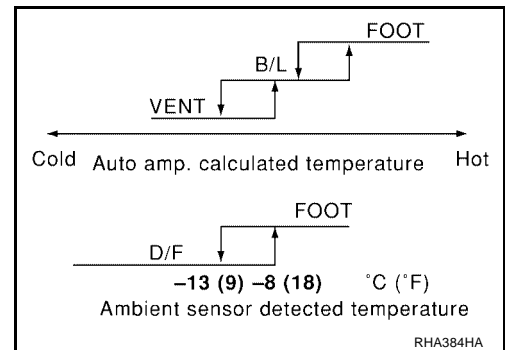 FOOT
B/L
VENT
Cold Auto amp. calculated temperature Hot
FOOT
D/F
–13 (9) –8 (18) °C (°F)
Ambient sensor detected temperature
RHA384HA